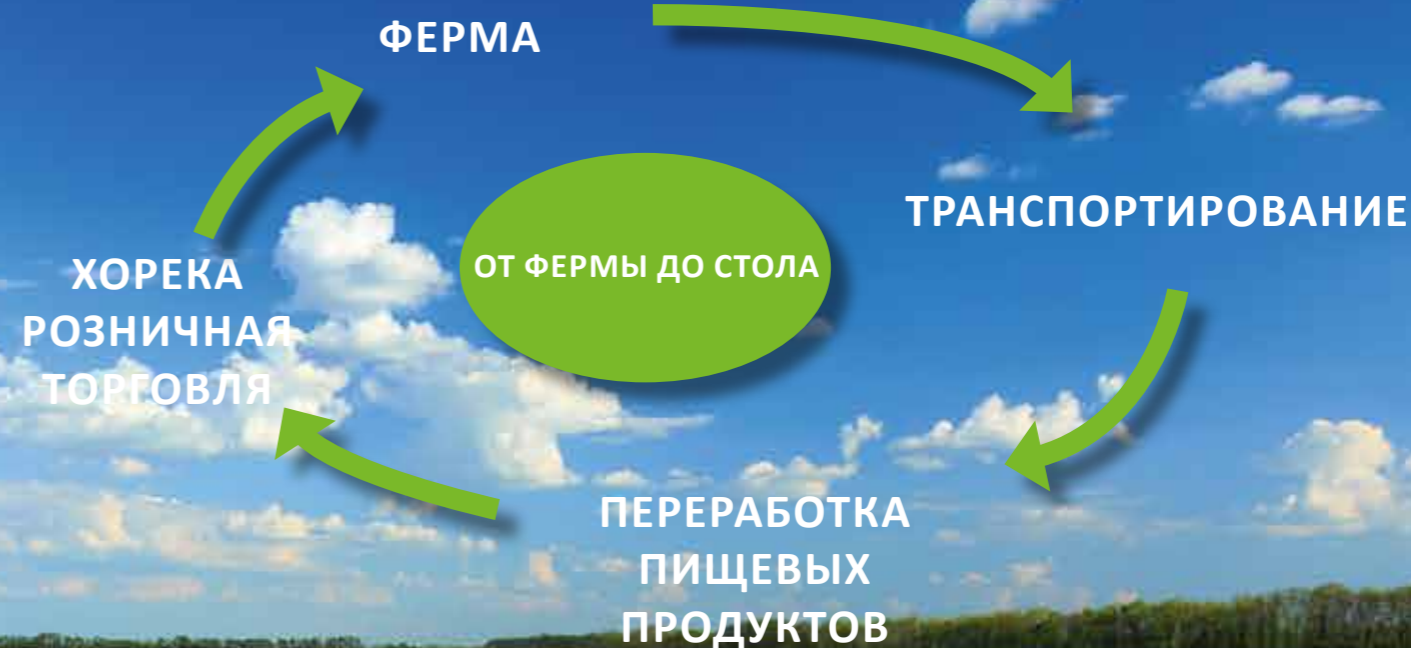 ФЕРМА
ТРАНСПОРТИРОВАНИЕ
ОТ ФЕРМЫ ДО СТОЛА
ХОРЕКА
РОЗНИЧНАЯ
ТОРГОВЛЯ
ПЕРЕРАБОТКА
ПИЩЕВЫХ
ПРОДУКТОВ